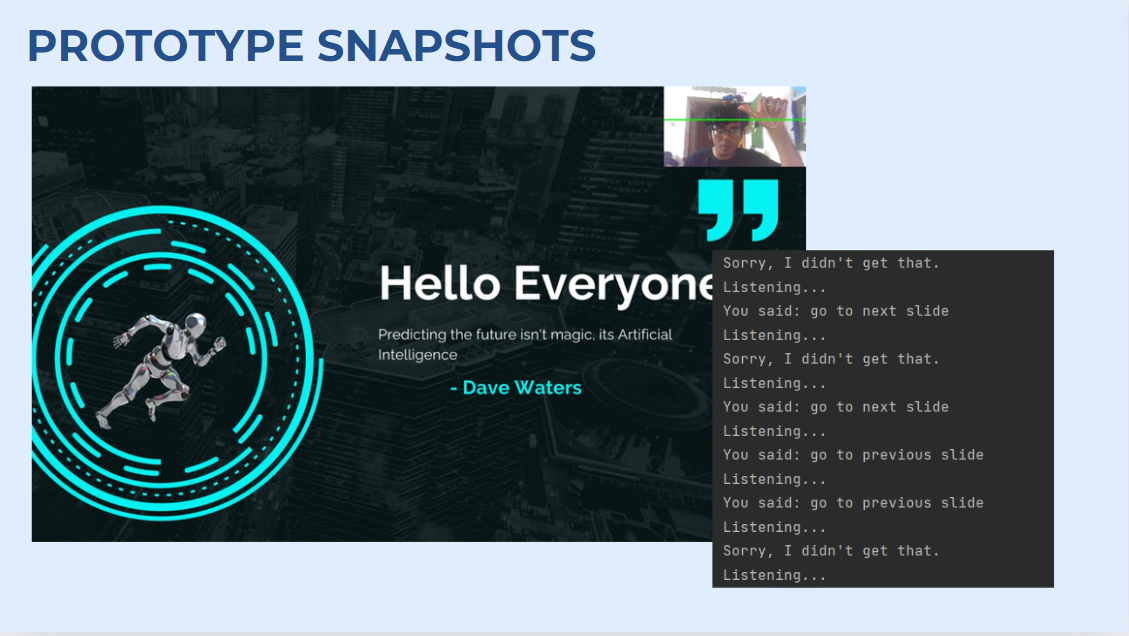 PROTOTYPE SNAPSHOTS
”
Hello Everyone
Predicting the future isn't magic, its Artificial
Intelligence
- Dave Waters
Sorry, I didn't get that.
Listening...
You said: go to next slide
Listening...
Sorry, I didn't get that.
Listening...
You said: go to next slide
Listening...
You said: go to previous slide
Listening...
You said: go to previous slide
Listening...
Sorry, I didn't get that.
Listening...